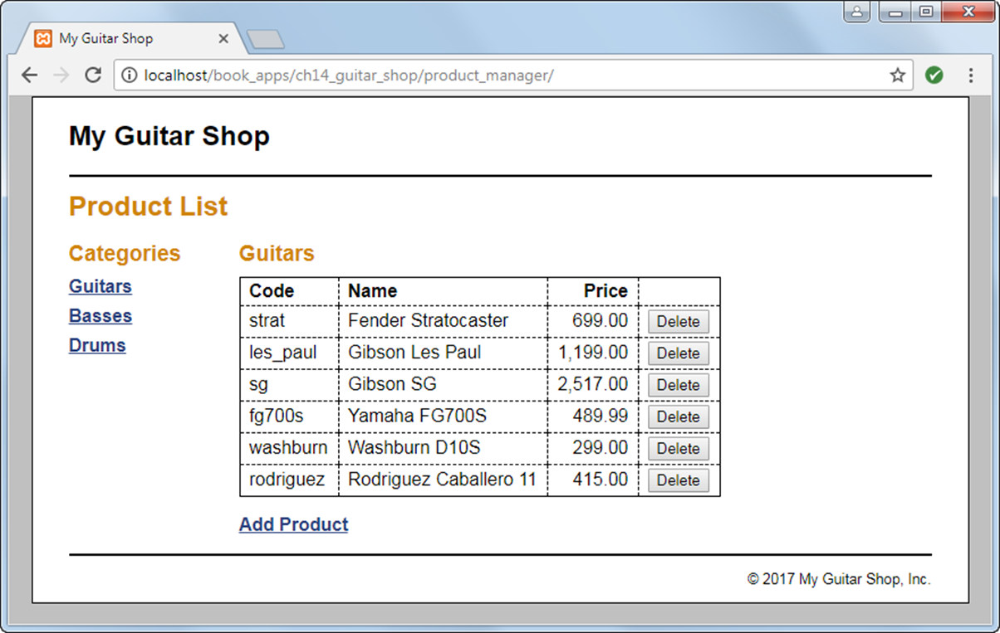 My Guitar Shop
localhost/book_apps/ch14_guitar_shop/product_manager/
My Guitar Shop
Product List
Categories
Guitars
Basses
Drums
Guitars
Code Name Price
strat Fender Stratocaster 699.00 Delete
les_paul Gibson Les Paul 1,199.00 Delete
sg Gibson SG 2,517.00 Delete
fg700s Yamaha FG700S 489.99 Delete
washburn Washburn D10S 299.00 Delete
rodriguez Rodriguez Caballero 11 415.00 Delete
Add Product
© 2017 My Guitar Shop, Inc.